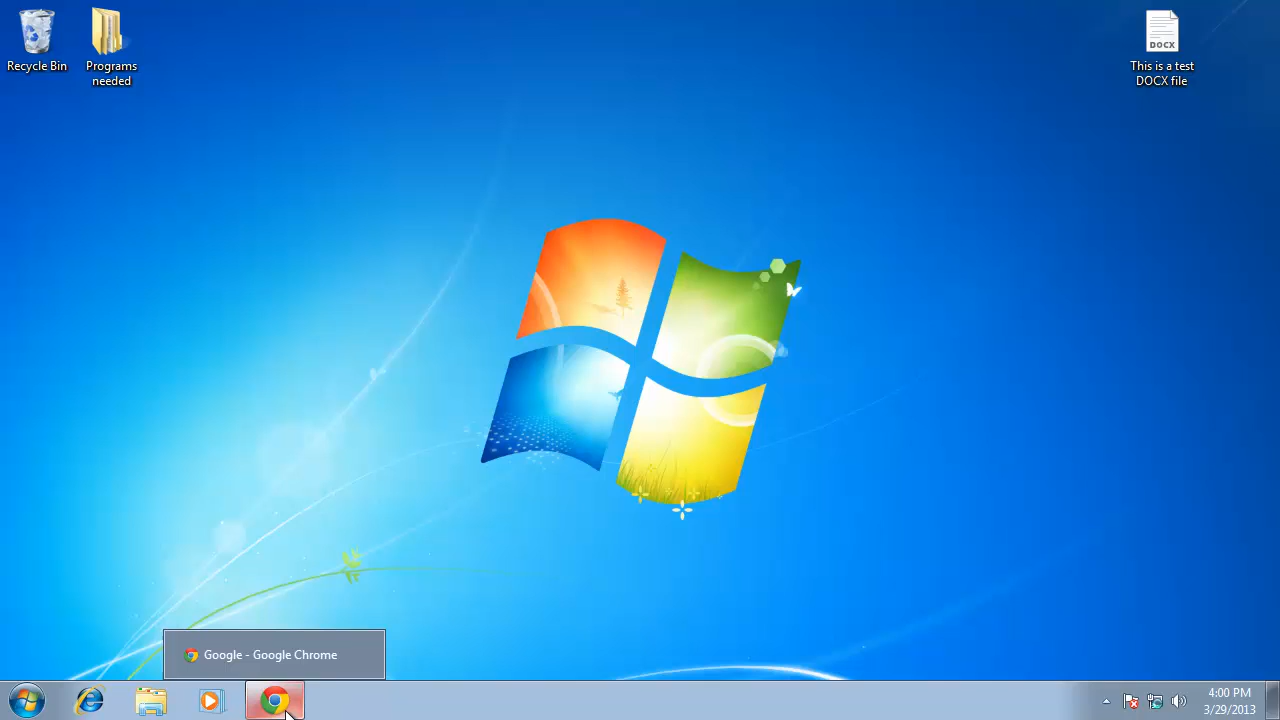 Recycle Bin
Programs
needed
DOCX
This is a test
DOCX file
Google - Google Chrome
4:00 PM
3/29/2013